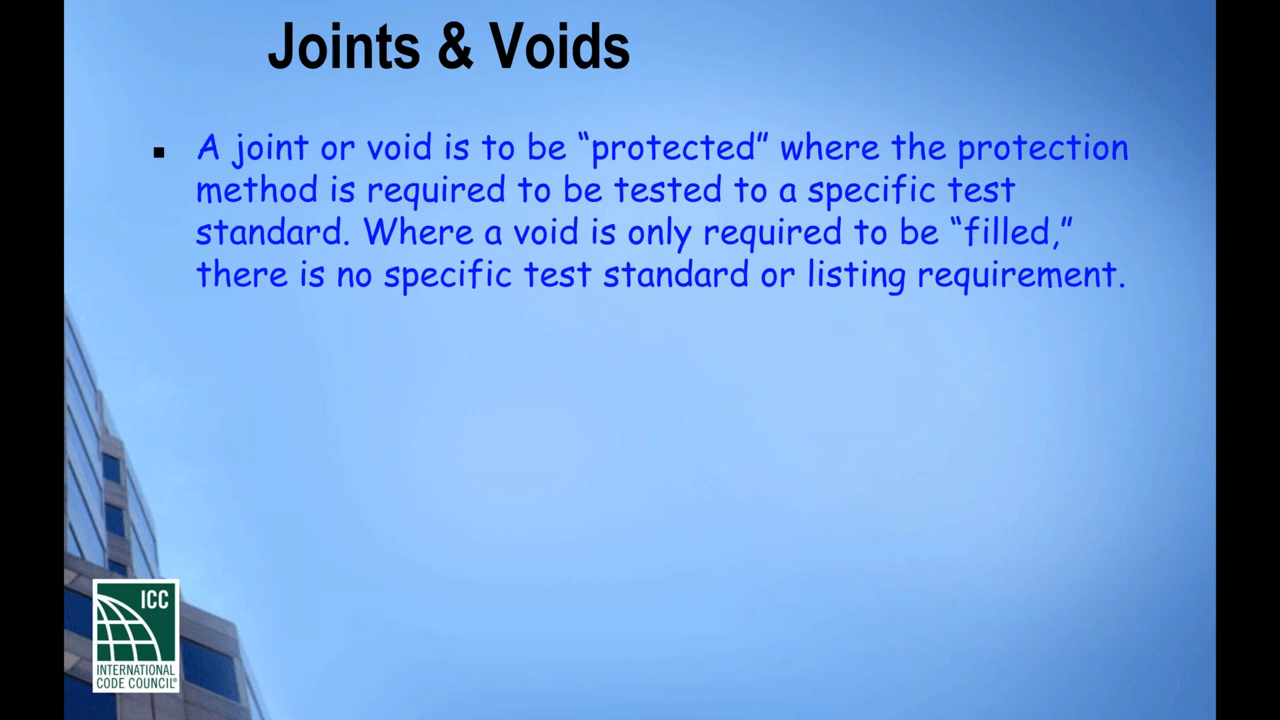 Joints & Voids
▪ A joint or void is to be “protected” where the protection
method is required to be tested to a specific test
standard. Where a void is only required to be “filled,”
there is no specific test standard or listing requirement.
ICC
INTERNATIONAL
CODE COUNCIL®